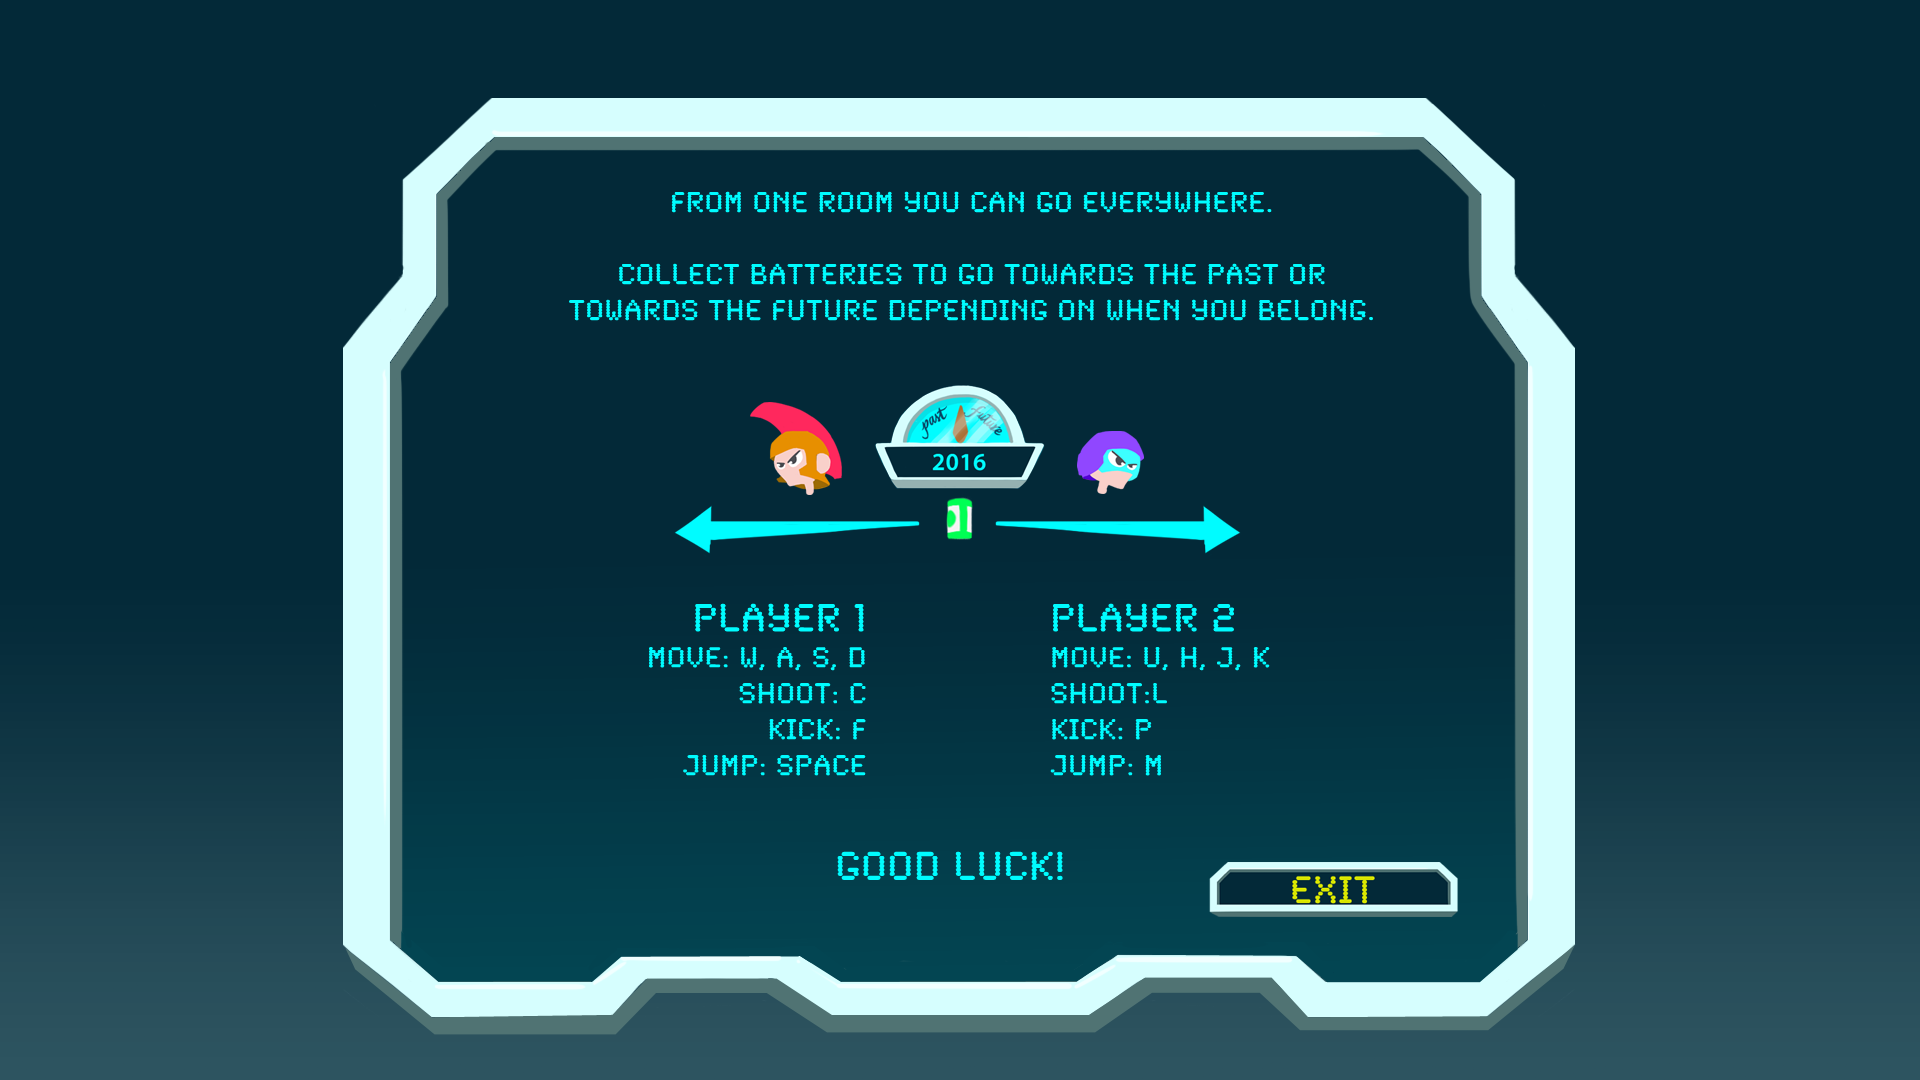 FROM ONE ROOM YOU CAN GO EVERYWHERE.
COLLECT BATTERIES TO GO TOWARDS THE PAST OR
TOWARDS THE FUTURE DEPENDING ON WHEN YOU BELONG.
past future
2016
PLAYER 1
MOVE: W, A, S, D
SHOOT: C
KICK: F
JUMP: SPACE
PLAYER 2
MOVE: U, H, J, K
SHOOT:L
KICK: P
JUMP: M
GOOD LUCK!
EXIT